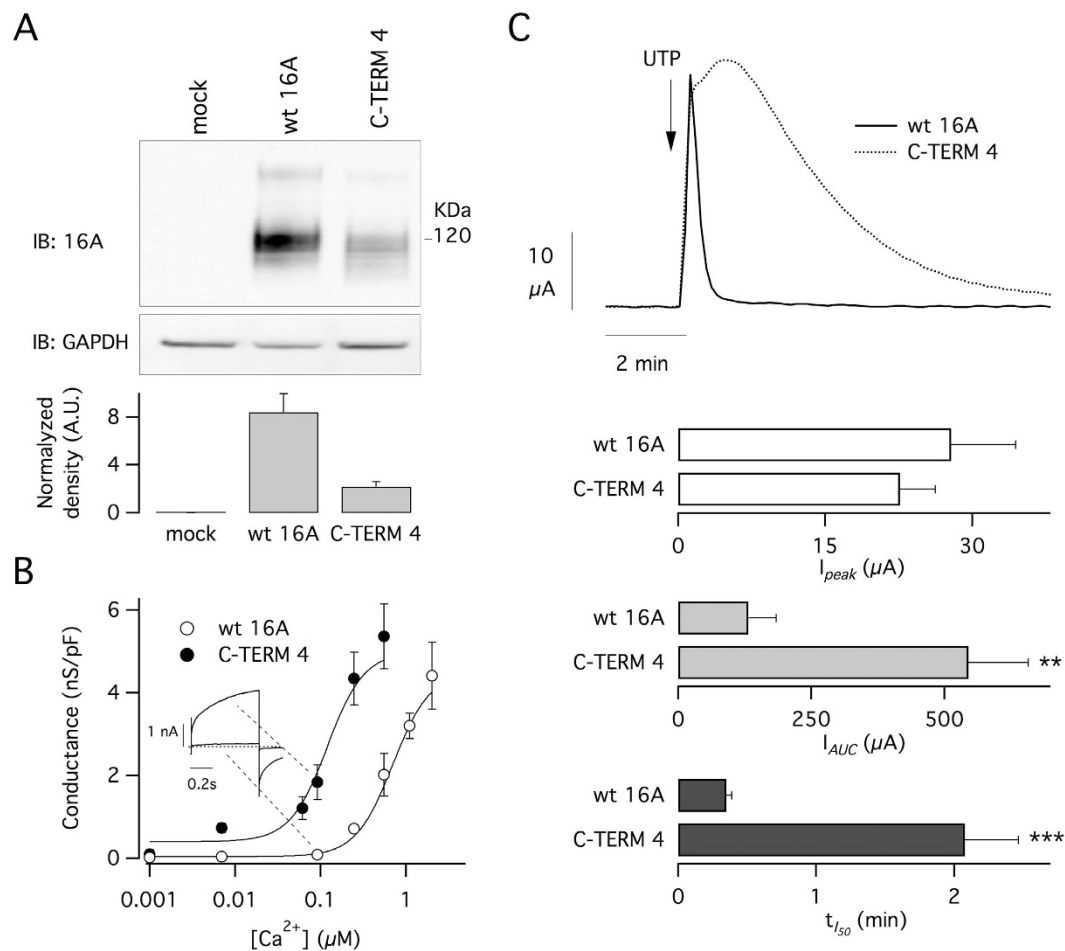 A
mock
wt 16A
C-TERM 4
IB: 16A
KDa
-120
IB: GAPDH
Normalized
density (A.U.)
8
4
0
mock wt 16A C-TERM 4
B
Conductance (nS/pF)
6
4
2
0
wt 16A
C-TERM 4
1 nA
0.2s
0.001 0.01 0.1 1
[Ca2+] (µM)
C
UTP
wt 16A
C-TERM 4
10
µA
2 min
wt 16A
C-TERM 4
0 15 30
Ipeak (µA)
wt 16A
C-TERM 4 **
0 250 500
IAUC (µA)
wt 16A
C-TERM 4 ***
0 1 2
tI50 (min)